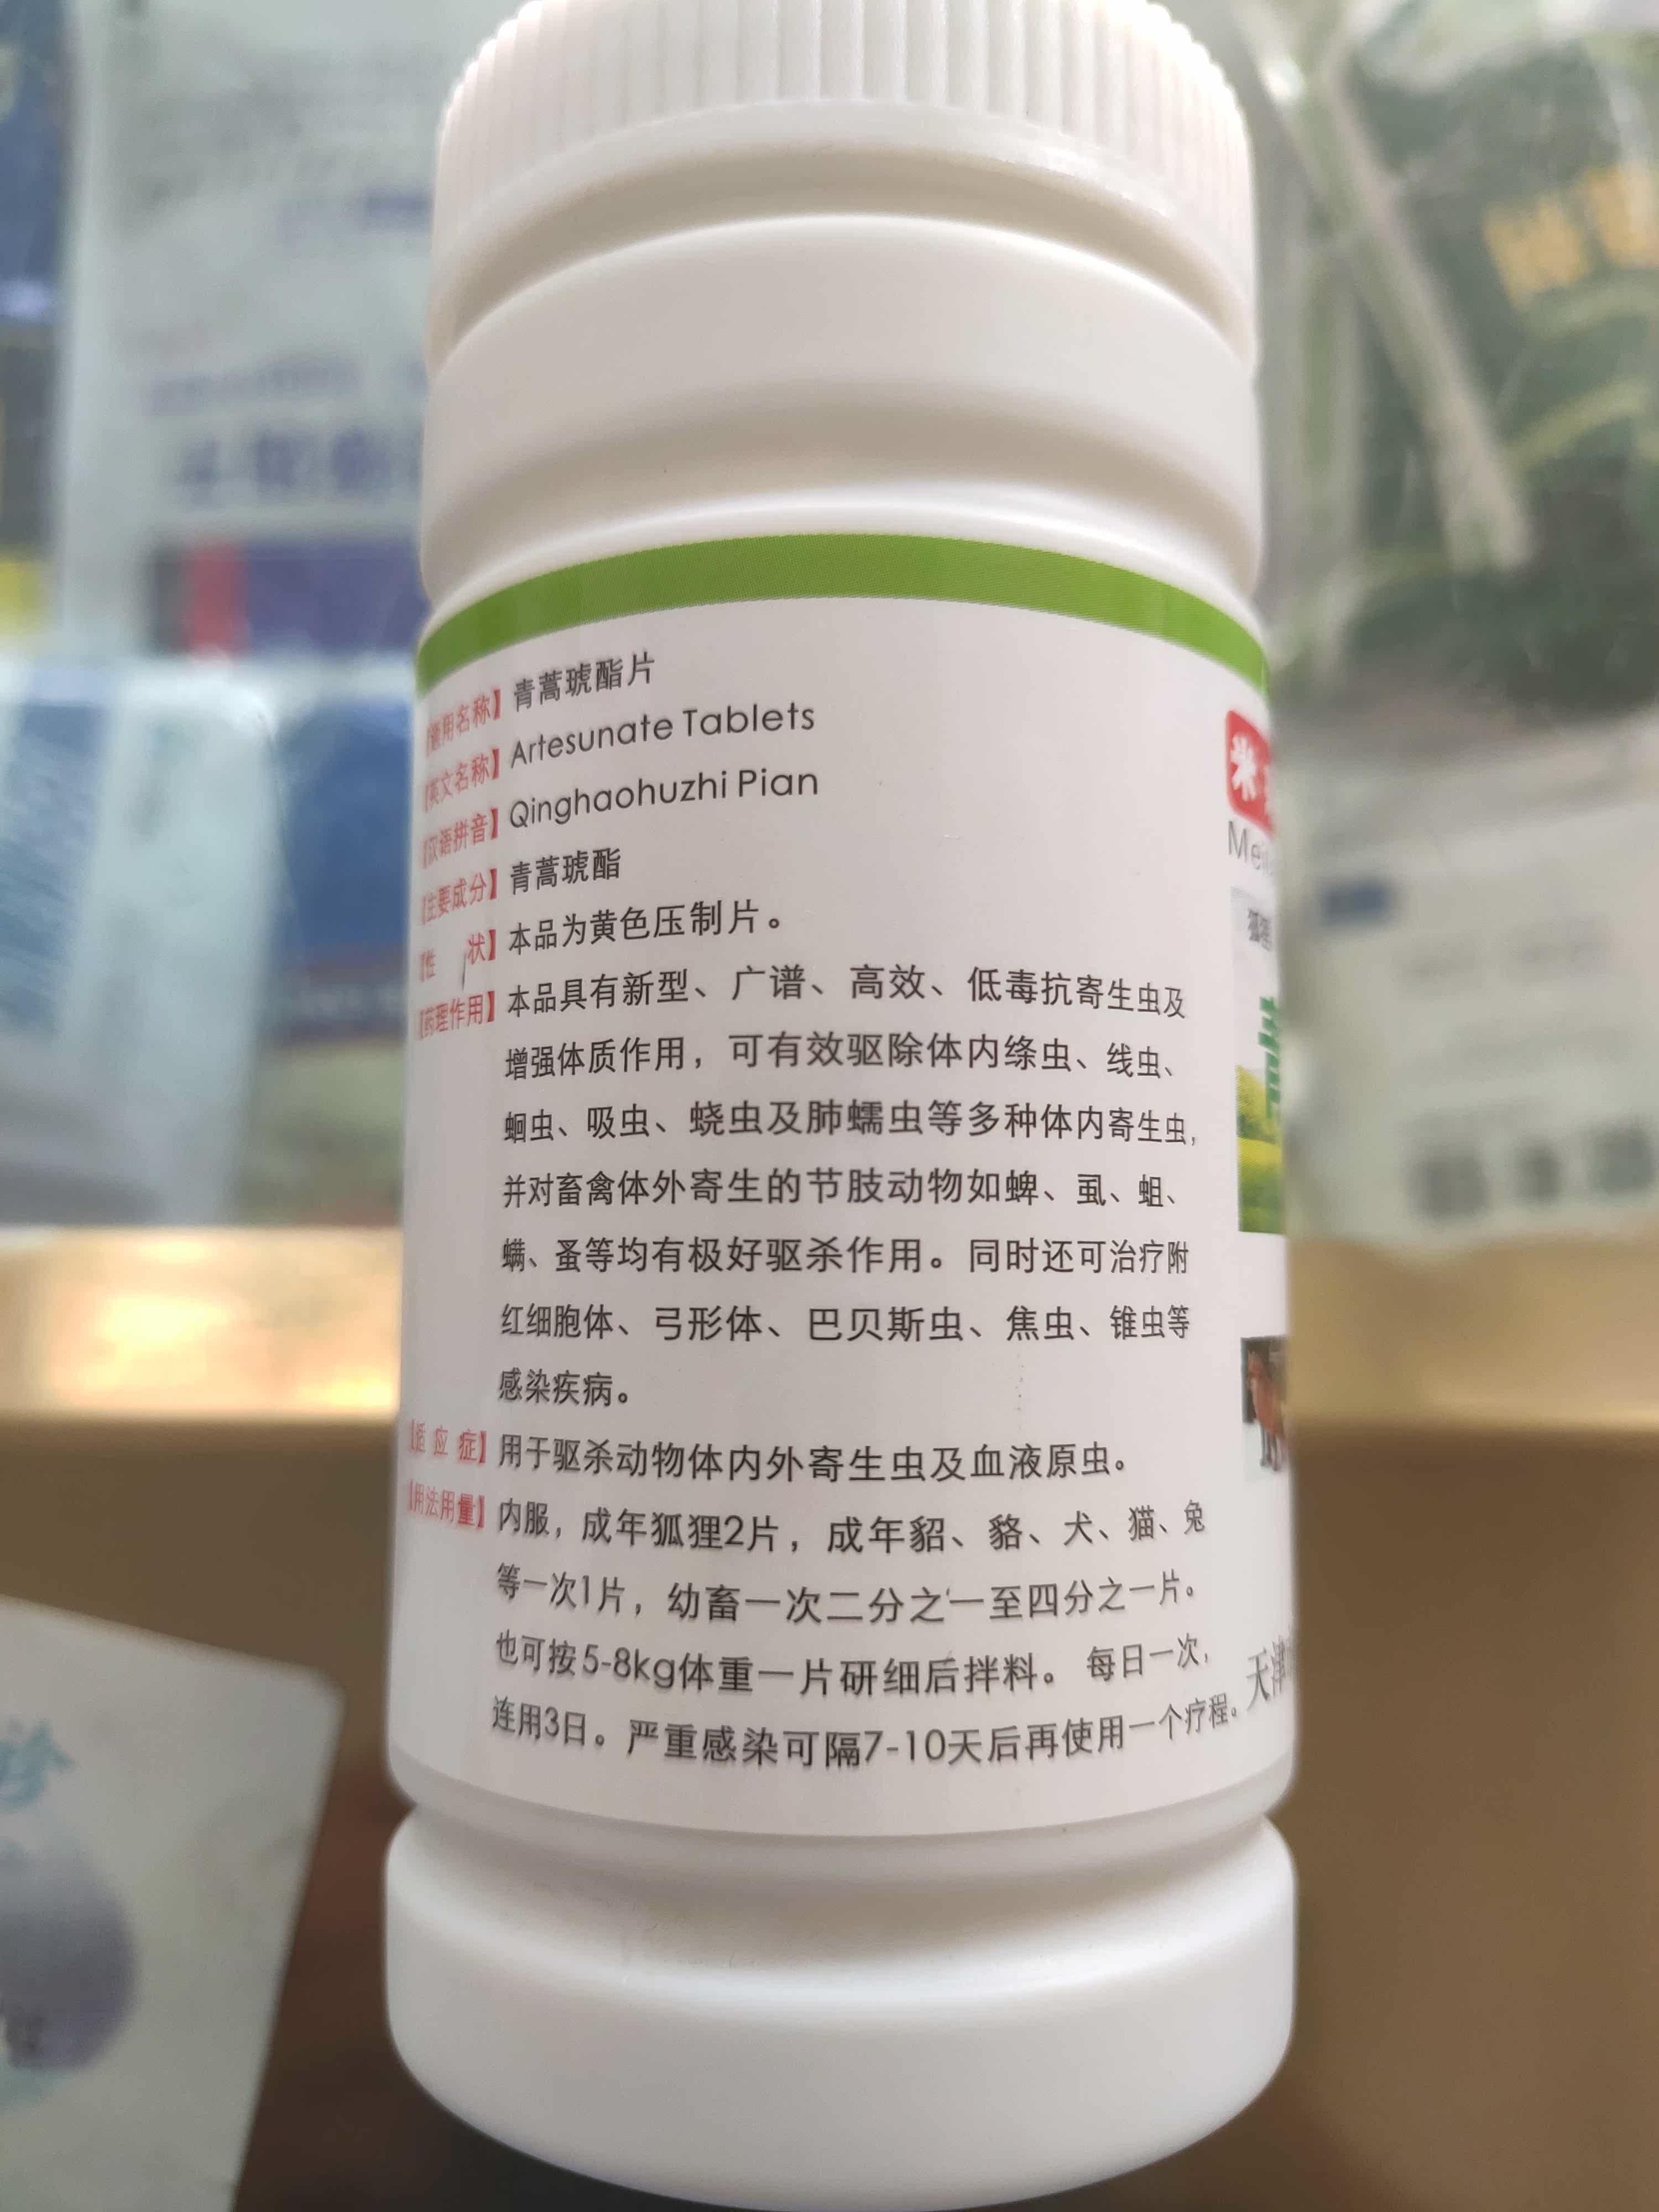 【兽用名称】青蒿琥酯片
【英文名称】Artesunate Tablets
【汉语拼音】Qinghaohuzhi Pian
【主要成分】青蒿琥酯
【性 状】本品为黄色压制片。
【药理作用】本品具有新型、广谱、高效、低毒抗寄生虫及
增强体质作用，可有效驱除体内绦虫、线虫、
蛔虫、吸虫、蛲虫及肺蠕虫等多种体内寄生虫，
并对畜禽体外寄生的节肢动物如蜱、虱、蛆、
螨、蚤等均有极好驱杀作用。同时还可治疗附
红细胞体、弓形体、巴贝斯虫、焦虫、锥虫等
感染疾病。
【适 应 症】用于驱杀动物体内外寄生虫及血液原虫。
【用法用量】内服，成年狐狸2片，成年貂、貉、犬、猫、兔
等一次1片，幼畜一次二分之一至四分之一片。
也可按5-8kg体重一片研细后拌料。每日一次，
连用3日。严重感染可隔7-10天后再使用一个疗程。
米
Mei
狐狸
天津
诊